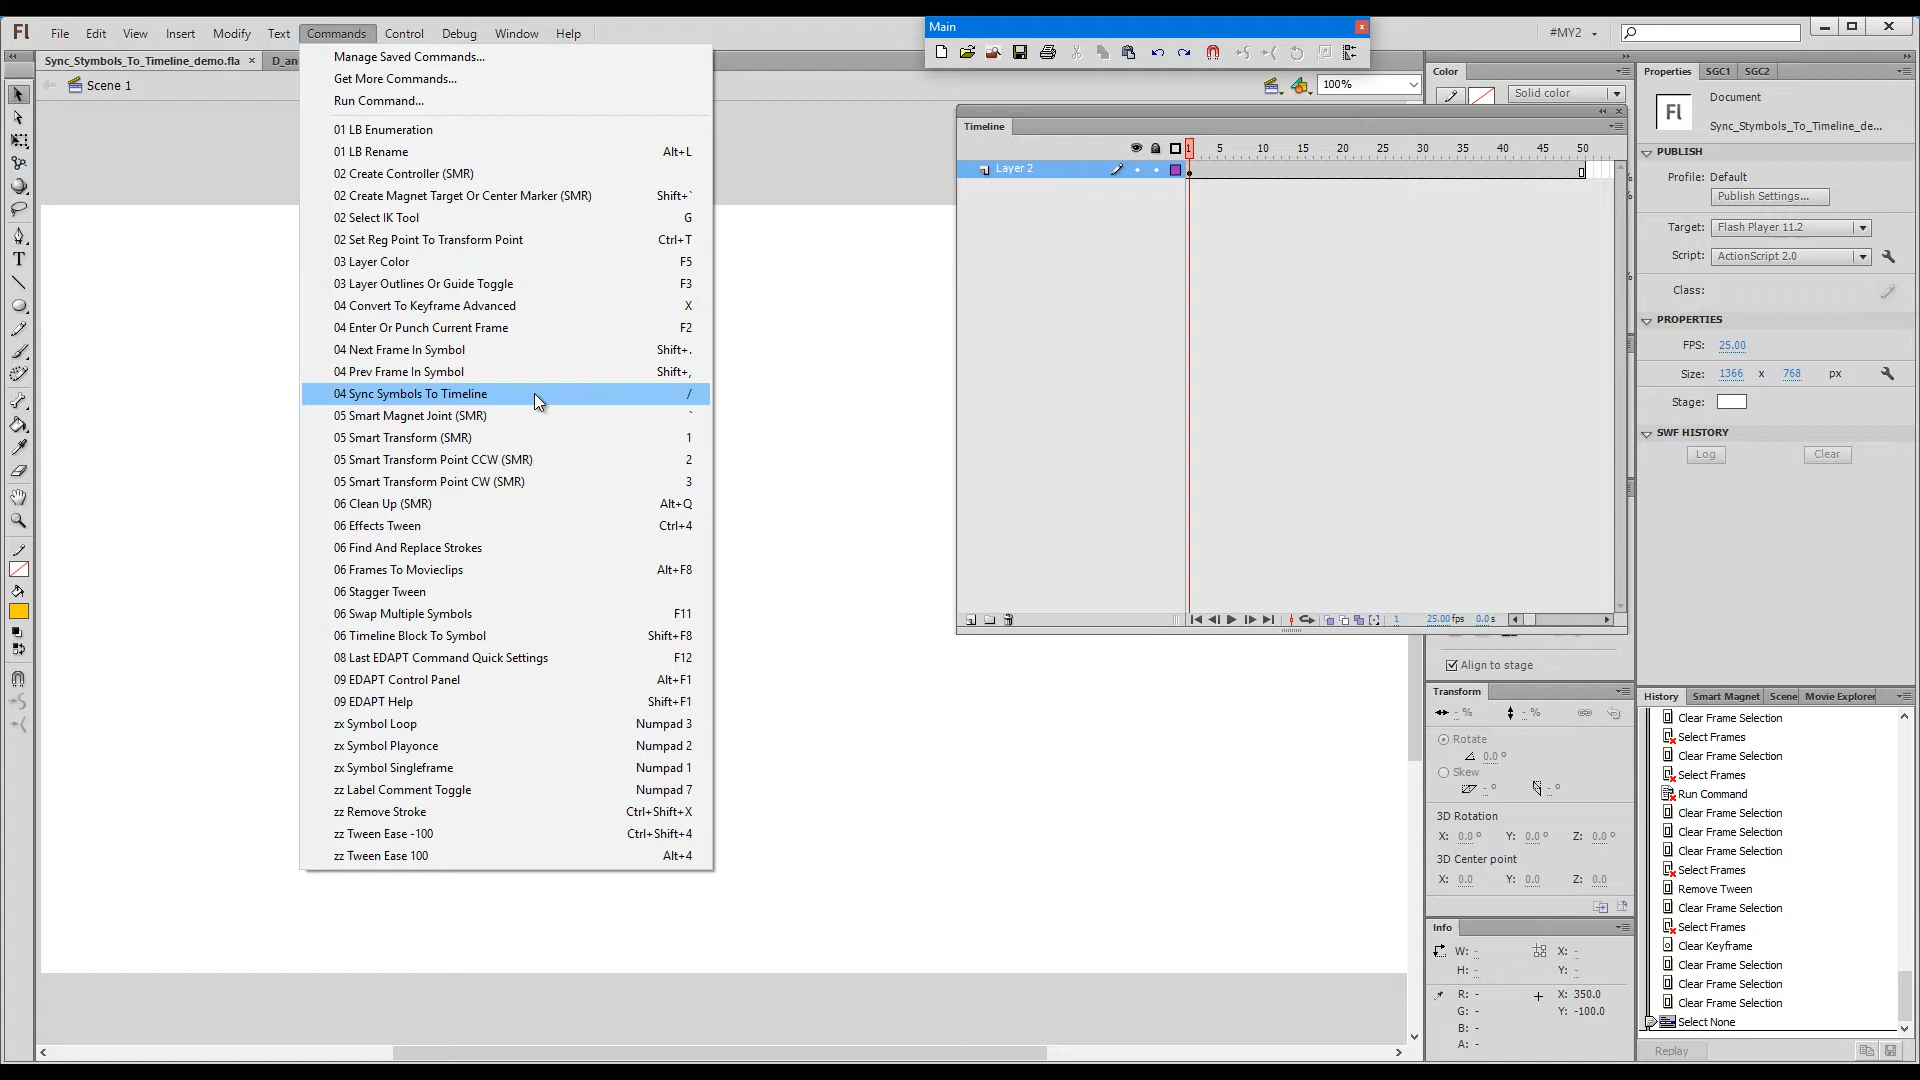 Main
Fl File Edit View Insert Modify Text Commands Control Debug Window Help #MY2
Sync_Stymbols_To_Timeline_demo.fla × D_an
Scene 1 100%
Manage Saved Commands...
Get More Commands...
Run Command...
01 LB Enumeration
01 LB Rename Alt+L
02 Create Controller (SMR)
02 Create Magnet Target Or Center Marker (SMR) Shift+`
02 Select IK Tool G
02 Set Reg Point To Transform Point Ctrl+T
03 Layer Color F5
03 Layer Outlines Or Guide Toggle F3
04 Convert To Keyframe Advanced X
04 Enter Or Punch Current Frame F2
04 Next Frame In Symbol Shift+.
04 Prev Frame In Symbol Shift+,
04 Sync Symbols To Timeline /
05 Smart Magnet Joint (SMR) `
05 Smart Transform (SMR) 1
05 Smart Transform Point CCW (SMR) 2
05 Smart Transform Point CW (SMR) 3
06 Clean Up (SMR) Alt+Q
06 Effects Tween Ctrl+4
06 Find And Replace Strokes
06 Frames To Movieclips Alt+F8
06 Stagger Tween
06 Swap Multiple Symbols F11
06 Timeline Block To Symbol Shift+F8
08 Last EDAPT Command Quick Settings F12
09 EDAPT Control Panel Alt+F1
09 EDAPT Help Shift+F1
zx Symbol Loop Numpad 3
zx Symbol Playonce Numpad 2
zx Symbol Singleframe Numpad 1
zz Label Comment Toggle Numpad 7
zz Remove Stroke Ctrl+Shift+X
zz Tween Ease -100 Ctrl+Shift+4
zz Tween Ease 100 Alt+4
Timeline
1 5 10 15 20 25 30 35 40 45 50
Layer 2
1 25.00 fps 0.0 s
Color
Solid color
Align to stage
Transform
- % - %
Rotate
0.0 °
Skew
- ° - °
3D Rotation
X: 0.0 ° Y: 0.0 ° Z: 0.0 °
3D Center point
X: 0.0 Y: 0.0 Z: 0.0
Info
W: - X: -
H: - Y: -
R: - X: 350.0
G: - Y: -100.0
B: -
A: -
Properties SGC1 SGC2
Fl Document
Sync_Stymbols_To_Timeline_de...
PUBLISH
Profile: Default
Publish Settings...
Target: Flash Player 11.2
Script: ActionScript 2.0
Class:
PROPERTIES
FPS: 25.00
Size: 1366 x 768 px
Stage:
SWF HISTORY
Log Clear
History Smart Magnet Scene Movie Explorer
Clear Frame Selection
Select Frames
Clear Frame Selection
Select Frames
Run Command
Clear Frame Selection
Clear Frame Selection
Clear Frame Selection
Select Frames
Remove Tween
Clear Frame Selection
Select Frames
Clear Keyframe
Clear Frame Selection
Clear Frame Selection
Clear Frame Selection
Select None
Replay